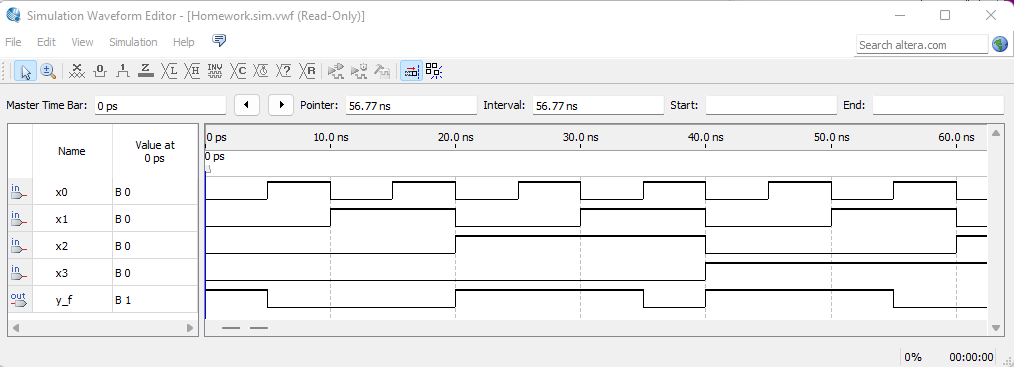 Simulation Waveform Editor - [Homework.sim.vwf (Read-Only)]
File Edit View Simulation Help
Search altera.com
Master Time Bar: 0 ps Pointer: 56.77 ns Interval: 56.77 ns Start: End:
Name
Value at
0 ps
0 ps 10.0 ns 20.0 ns 30.0 ns 40.0 ns 50.0 ns 60.0 ns
0 ps
in x0 B 0
in x1 B 0
in x2 B 0
in x3 B 0
out y_f B 1
0% 00:00:00